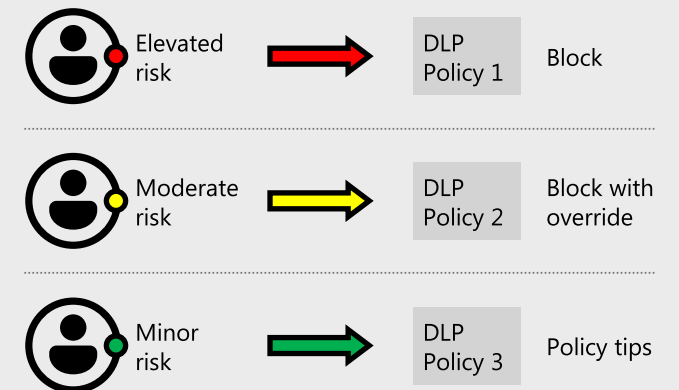 Elevated
risk
DLP
Policy 1
Block
Moderate
risk
DLP
Policy 2
Block with
override
Minor
risk
DLP
Policy 3
Policy tips